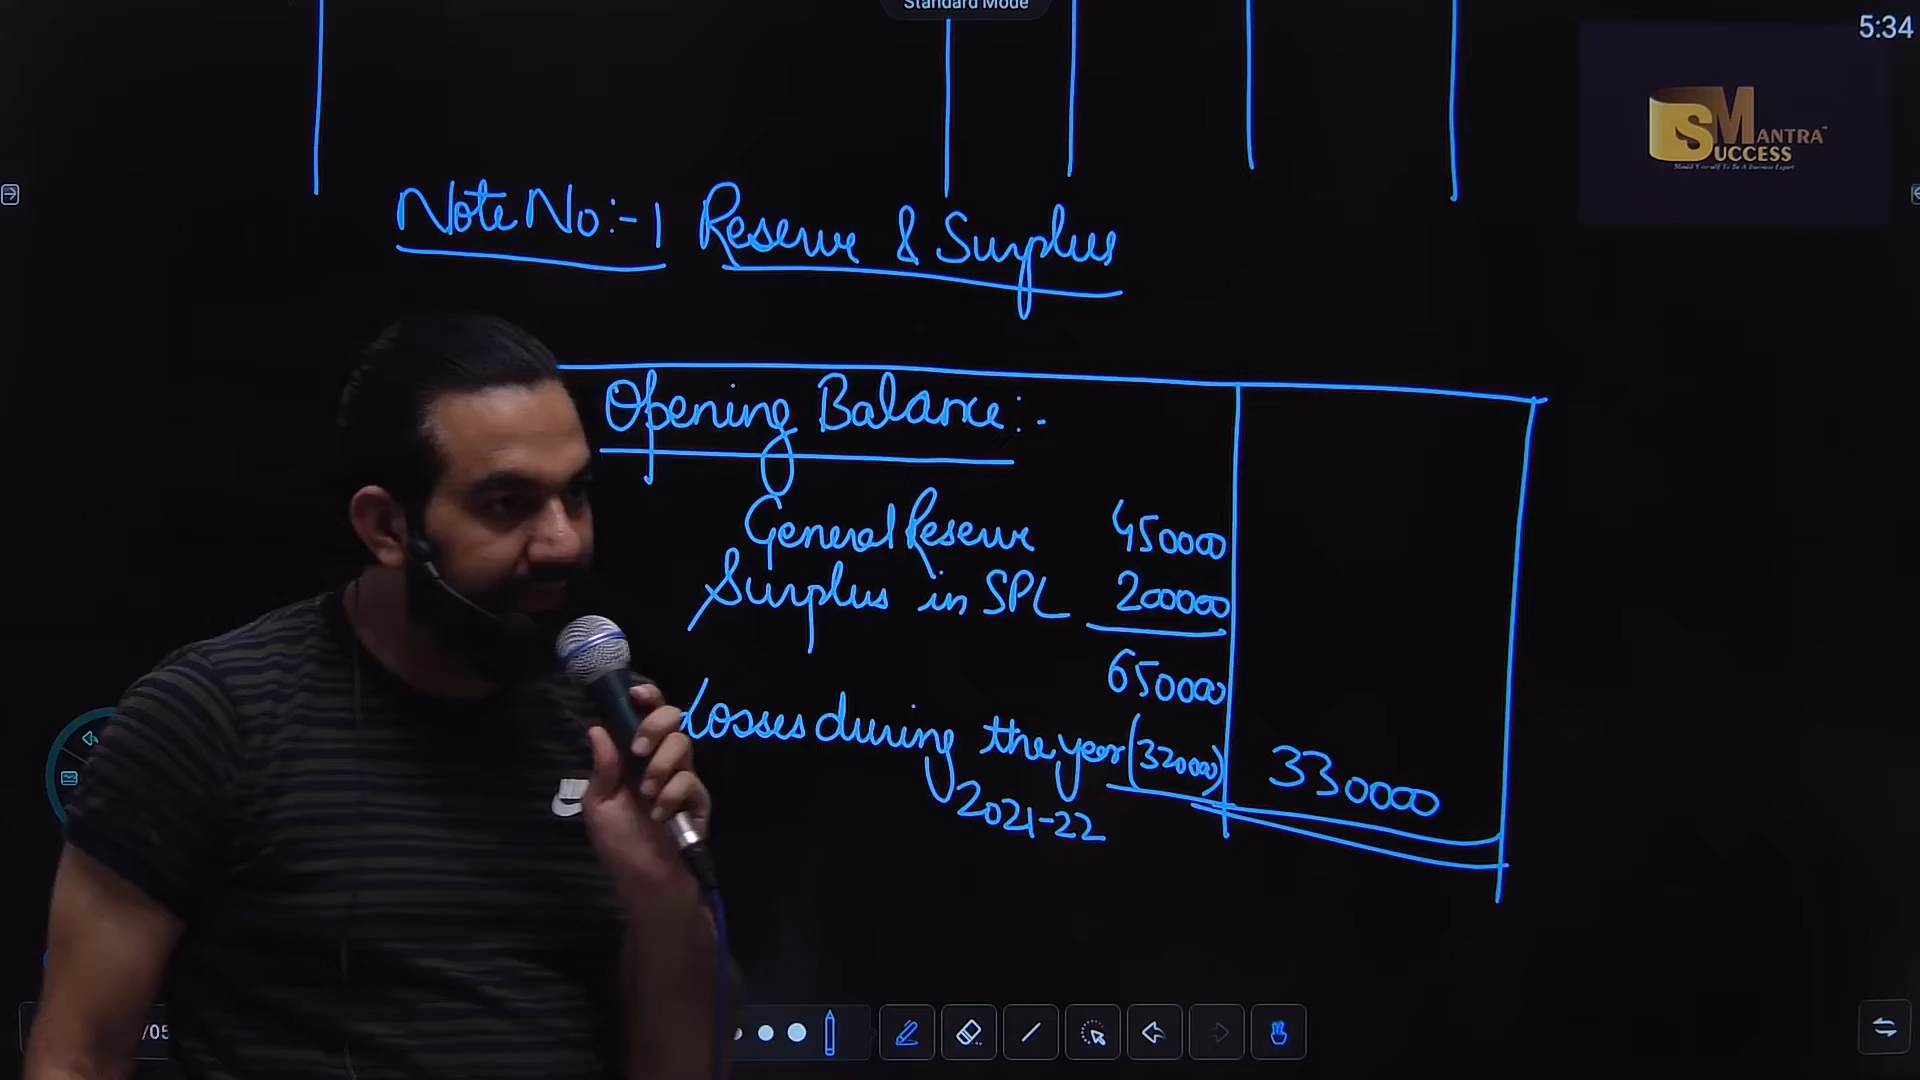 Standard Mode
5:34
SMANTRA
SUCCESS
Note No:-1 Reserve & Surplus
Opening Balance:-
General Reserve 450000
Surplus in SPL 200000
650000
Losses during the year (320000) 330000
2021-22
/05